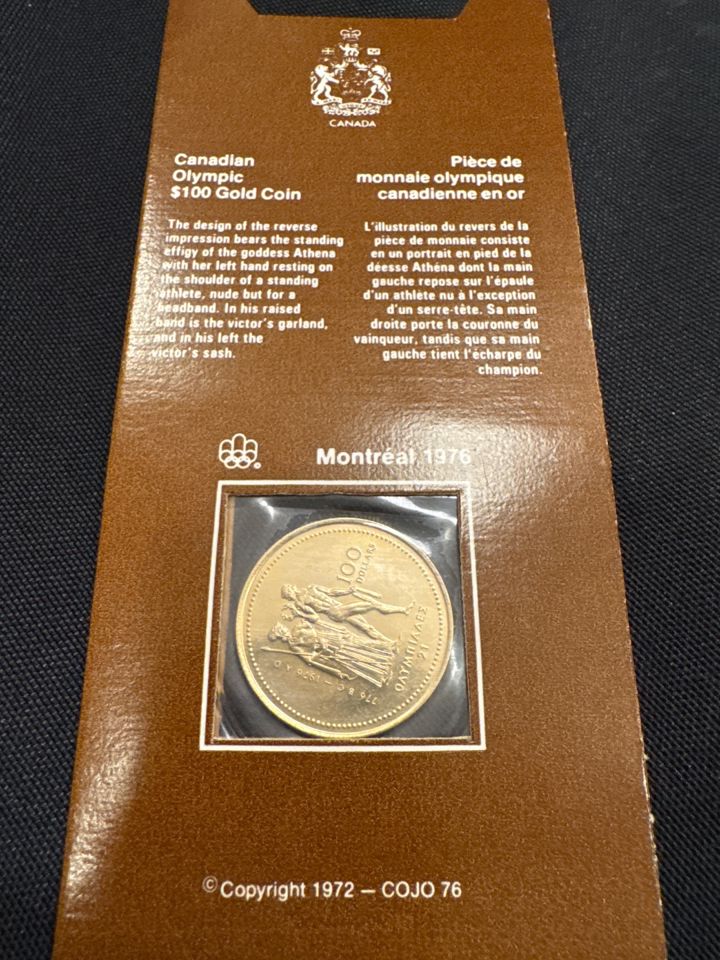 CANADA
Canadian
Olympic
$100 Gold Coin
The design of the reverse
impression bears the standing
effigy of the goddess Athena
with her left hand resting on
the shoulder of a standing
athlete, nude but for a
headband. In his raised
hand is the victor's garland,
and in his left the
victor's sash.
Pièce de
monnaie olympique
canadienne en or
L'illustration du revers de la
pièce de monnaie consiste
en un portrait en pied de la
déesse Athéna dont la main
gauche repose sur l'épaule
d'un athlète nu à l'exception
d'un serre-tête. Sa main
droite porte la couronne du
vainqueur, tandis que sa main
gauche tient l'écharpe du
champion.
Montréal 1976
100
DOLLARS
ΟΛΥΜΠΙΑΔΕΣ
21
776 B.C. – 1976 A.D.
© Copyright 1972 – COJO 76